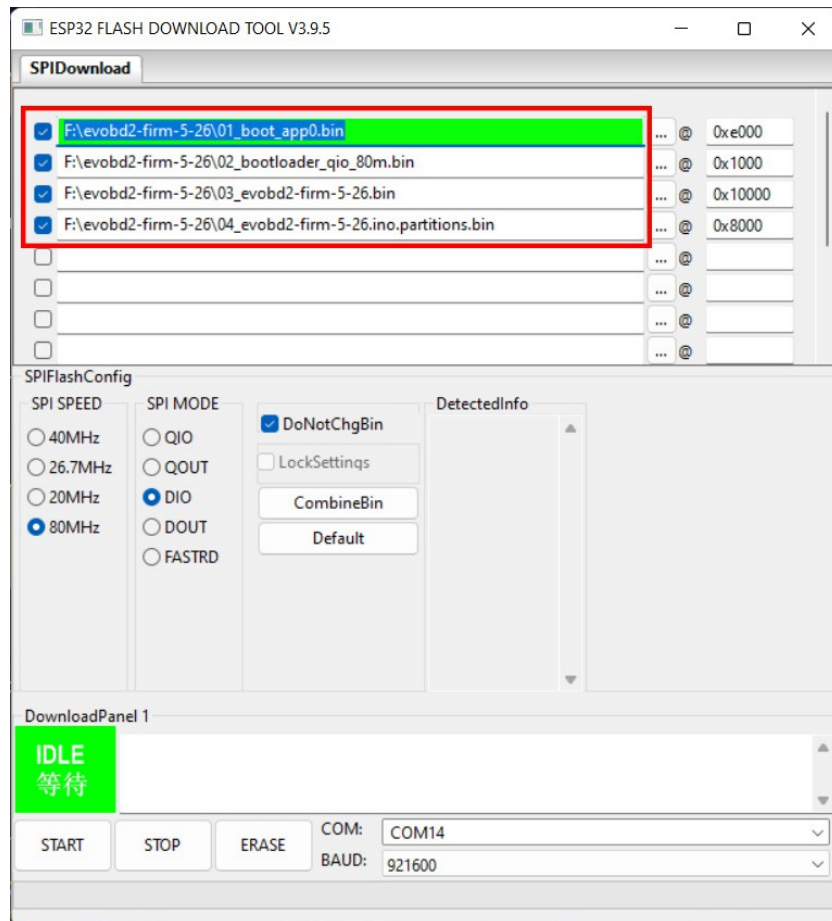 ESP32 FLASH DOWNLOAD TOOL V3.9.5
SPIDownload
F:\evobd2-firm-5-26\01_boot_app0.bin ... @ 0xe000
F:\evobd2-firm-5-26\02_bootloader_qio_80m.bin ... @ 0x1000
F:\evobd2-firm-5-26\03_evobd2-firm-5-26.bin ... @ 0x10000
F:\evobd2-firm-5-26\04_evobd2-firm-5-26.ino.partitions.bin ... @ 0x8000
... @
... @
... @
... @
SPIFlashConfig
SPI SPEED
40MHz
26.7MHz
20MHz
80MHz
SPI MODE
QIO
QOUT
DIO
DOUT
FASTRD
DoNotChgBin
LockSettings
CombineBin
Default
DetectedInfo
DownloadPanel 1
IDLE
等待
START STOP ERASE
COM: COM14
BAUD: 921600